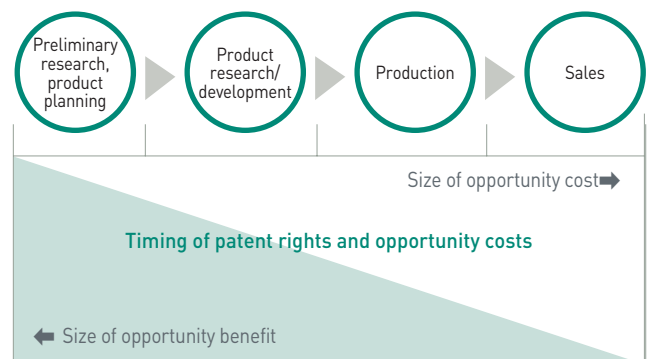 Preliminary
research,
product
planning
Product
research/
development
Production
Sales
Size of opportunity cost
Timing of patent rights and opportunity costs
Size of opportunity benefit